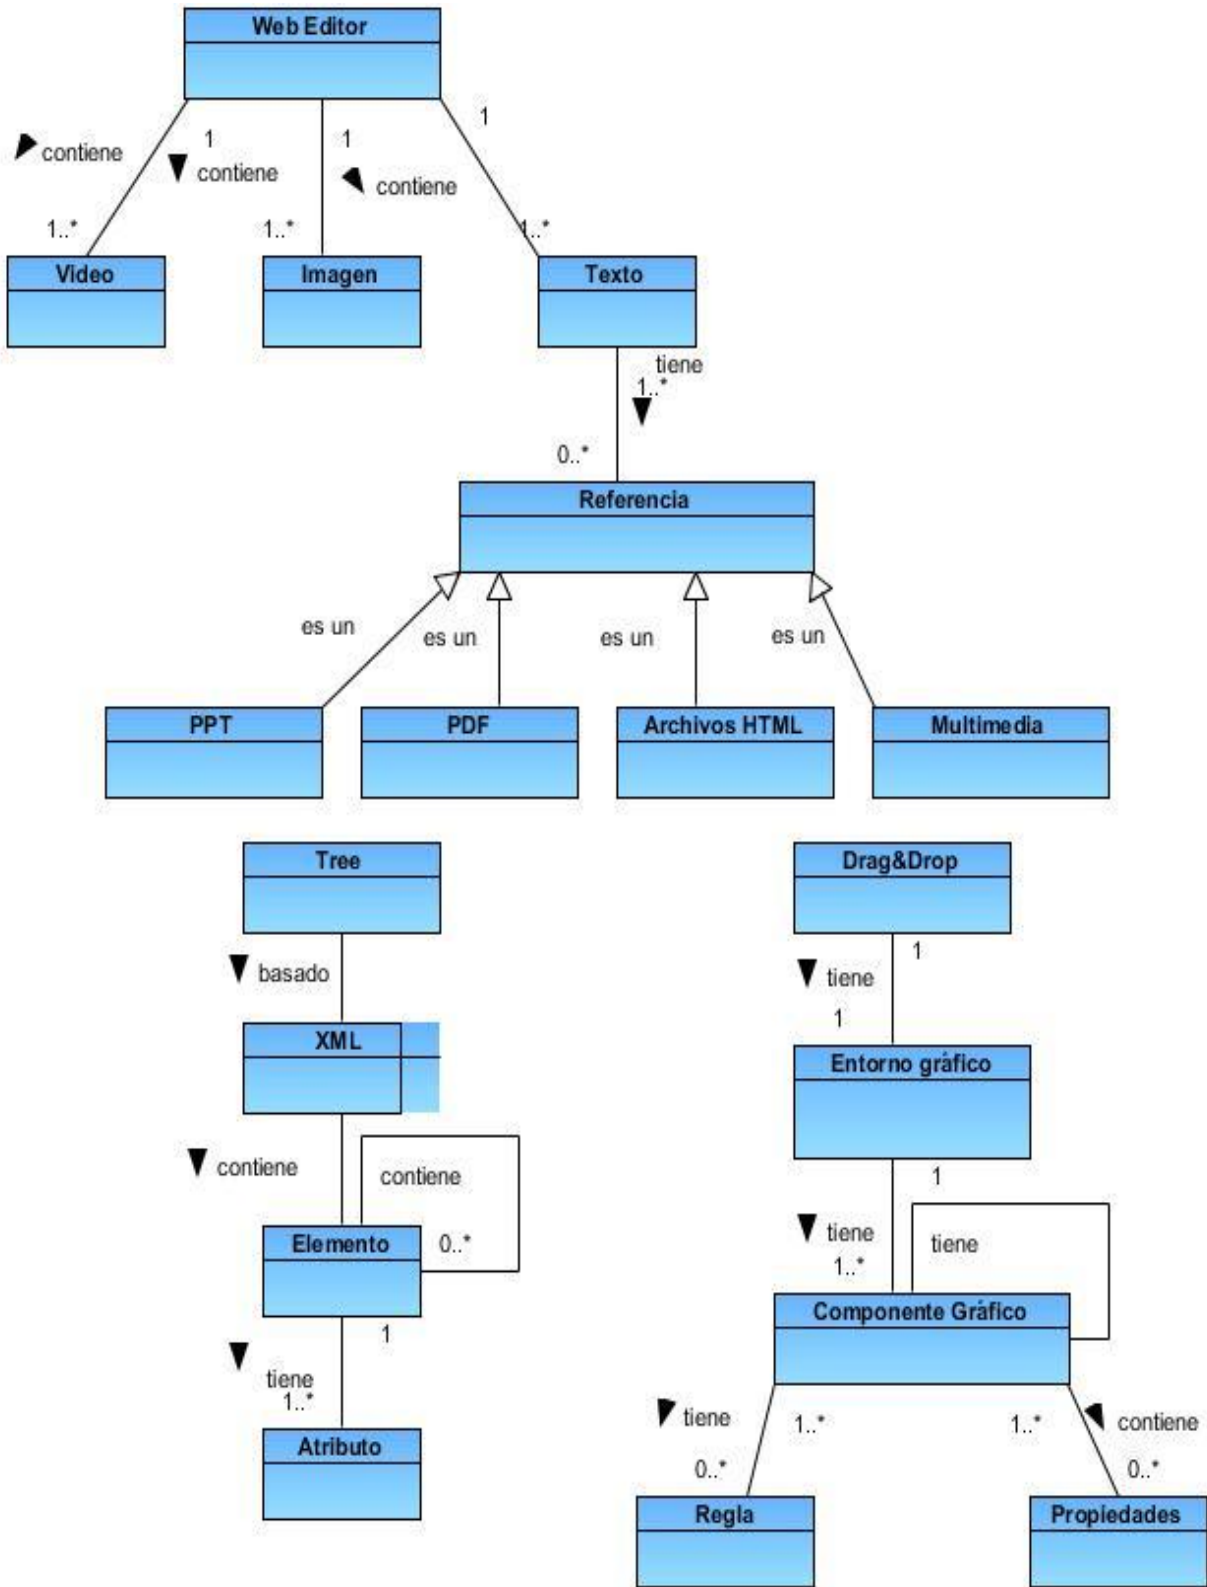 Web Editor
1
1
1
contiene
contiene
contiene
1..*
1..*
1..*
Video
Imagen
Texto
tiene
1..*
0..*
Referencia
es un
es un
es un
es un
PPT
PDF
Archivos HTML
Multimedia
Tree
basado
XML
contiene
contiene
Elemento
0..*
1
tiene
1..*
Atributo
Drag&Drop
1
tiene
1
Entorno gráfico
1
tiene
tiene
1..*
Componente Gráfico
tiene
1..*
1..*
contiene
0..*
0..*
Regla
Propiedades